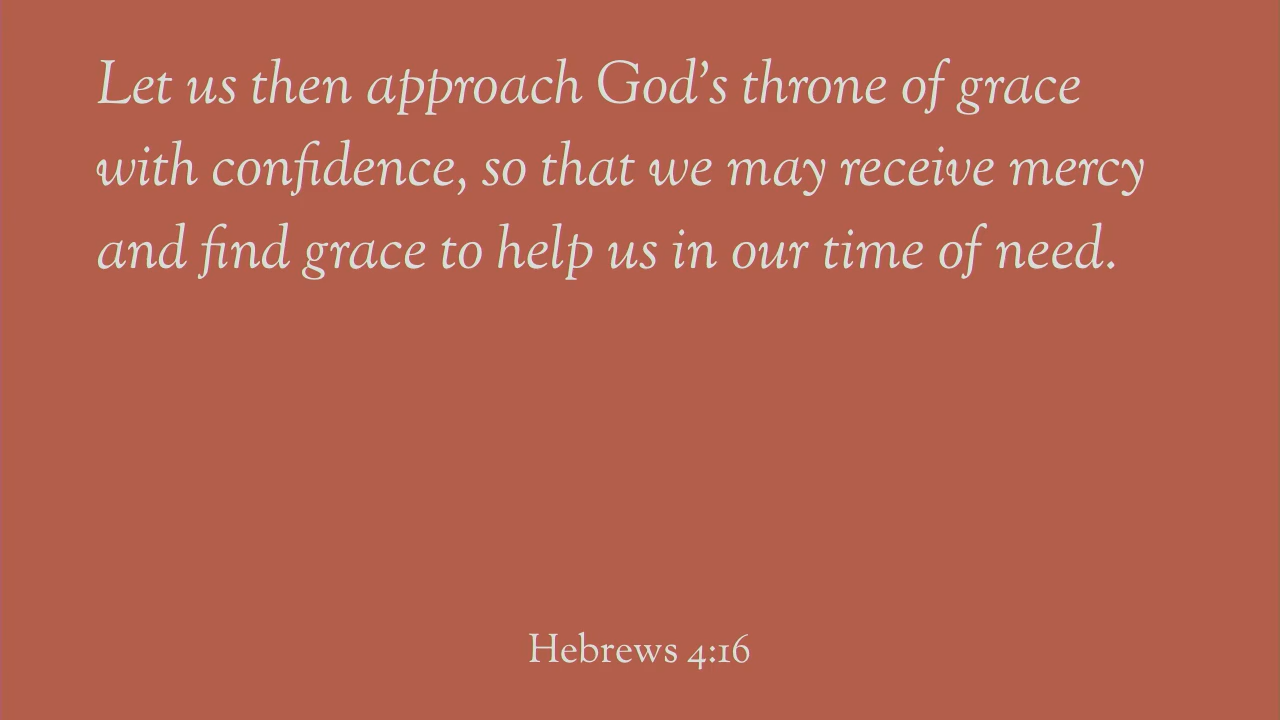 Let us then approach God’s throne of grace
with confidence, so that we may receive mercy
and find grace to help us in our time of need.
Hebrews 4:16